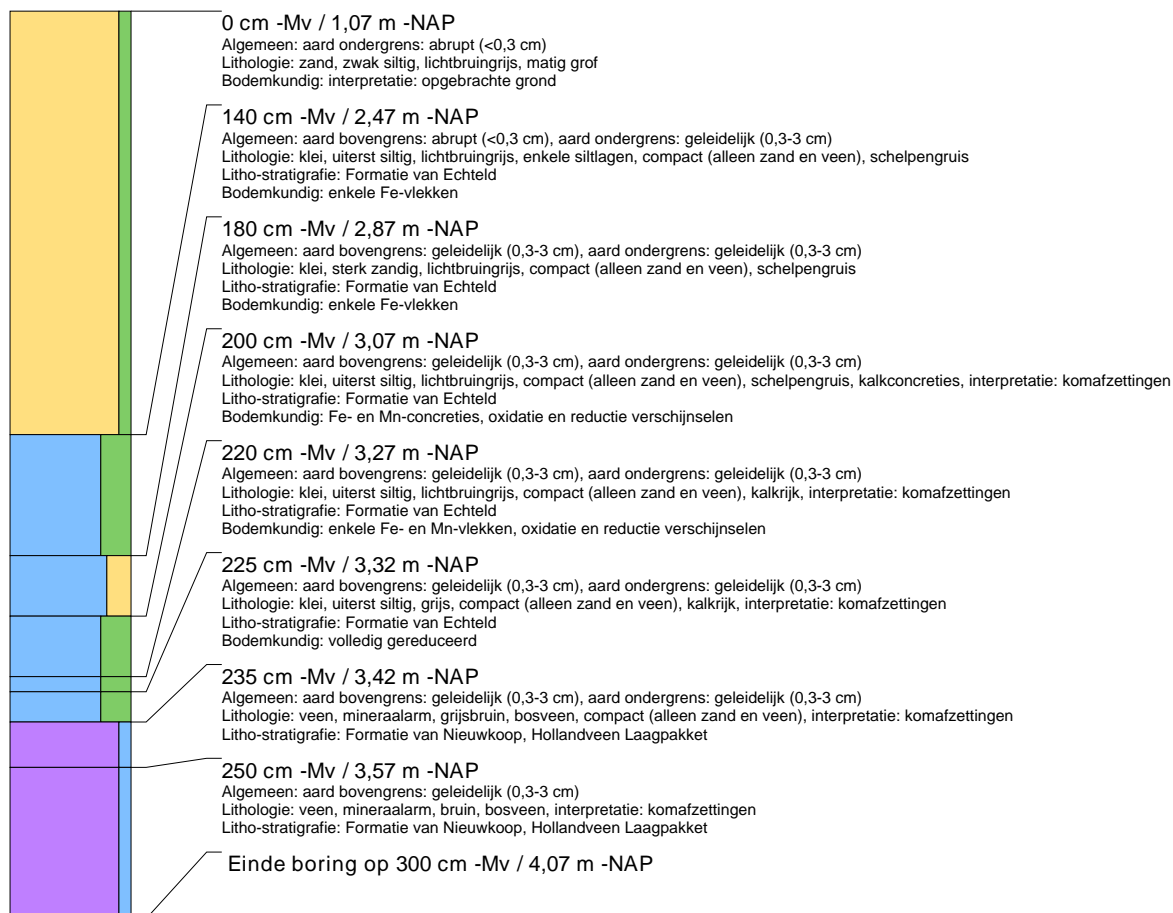 0 cm -Mv / 1,07 m -NAP
Algemeen: aard ondergrens: abrupt (<0,3 cm)
Lithologie: zand, zwak siltig, lichtbruingrijs, matig grof
Bodemkundig: interpretatie: opgebrachte grond
140 cm -Mv / 2,47 m -NAP
Algemeen: aard bovengrens: abrupt (<0,3 cm), aard ondergrens: geleidelijk (0,3-3 cm)
Lithologie: klei, uiterst siltig, lichtbruingrijs, enkele siltlagen, compact (alleen zand en veen), schelpengruis
Litho-stratigrafie: Formatie van Echteld
Bodemkundig: enkele Fe-vlekken
180 cm -Mv / 2,87 m -NAP
Algemeen: aard bovengrens: geleidelijk (0,3-3 cm), aard ondergrens: geleidelijk (0,3-3 cm)
Lithologie: klei, sterk zandig, lichtbruingrijs, compact (alleen zand en veen), schelpengruis
Litho-stratigrafie: Formatie van Echteld
Bodemkundig: enkele Fe-vlekken
200 cm -Mv / 3,07 m -NAP
Algemeen: aard bovengrens: geleidelijk (0,3-3 cm), aard ondergrens: geleidelijk (0,3-3 cm)
Lithologie: klei, uiterst siltig, lichtbruingrijs, compact (alleen zand en veen), schelpengruis, kalkconcreties, interpretatie: komafzettingen
Litho-stratigrafie: Formatie van Echteld
Bodemkundig: Fe- en Mn-concreties, oxidatie en reductie verschijnselen
220 cm -Mv / 3,27 m -NAP
Algemeen: aard bovengrens: geleidelijk (0,3-3 cm), aard ondergrens: geleidelijk (0,3-3 cm)
Lithologie: klei, uiterst siltig, lichtbruingrijs, compact (alleen zand en veen), kalkrijk, interpretatie: komafzettingen
Litho-stratigrafie: Formatie van Echteld
Bodemkundig: enkele Fe- en Mn-vlekken, oxidatie en reductie verschijnselen
225 cm -Mv / 3,32 m -NAP
Algemeen: aard bovengrens: geleidelijk (0,3-3 cm), aard ondergrens: geleidelijk (0,3-3 cm)
Lithologie: klei, uiterst siltig, grijs, compact (alleen zand en veen), kalkrijk, interpretatie: komafzettingen
Litho-stratigrafie: Formatie van Echteld
Bodemkundig: volledig gereduceerd
235 cm -Mv / 3,42 m -NAP
Algemeen: aard bovengrens: geleidelijk (0,3-3 cm), aard ondergrens: geleidelijk (0,3-3 cm)
Lithologie: veen, mineraalarm, grijsbruin, bosveen, compact (alleen zand en veen), interpretatie: komafzettingen
Litho-stratigrafie: Formatie van Nieuwkoop, Hollandveen Laagpakket
250 cm -Mv / 3,57 m -NAP
Algemeen: aard bovengrens: geleidelijk (0,3-3 cm)
Lithologie: veen, mineraalarm, bruin, bosveen, interpretatie: komafzettingen
Litho-stratigrafie: Formatie van Nieuwkoop, Hollandveen Laagpakket
Einde boring op 300 cm -Mv / 4,07 m -NAP